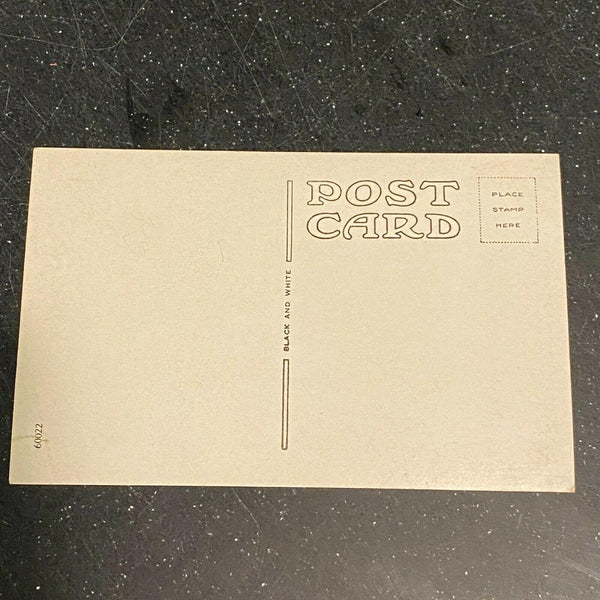 POST
CARD
PLACE
STAMP
HERE
BLACK AND WHITE
60022